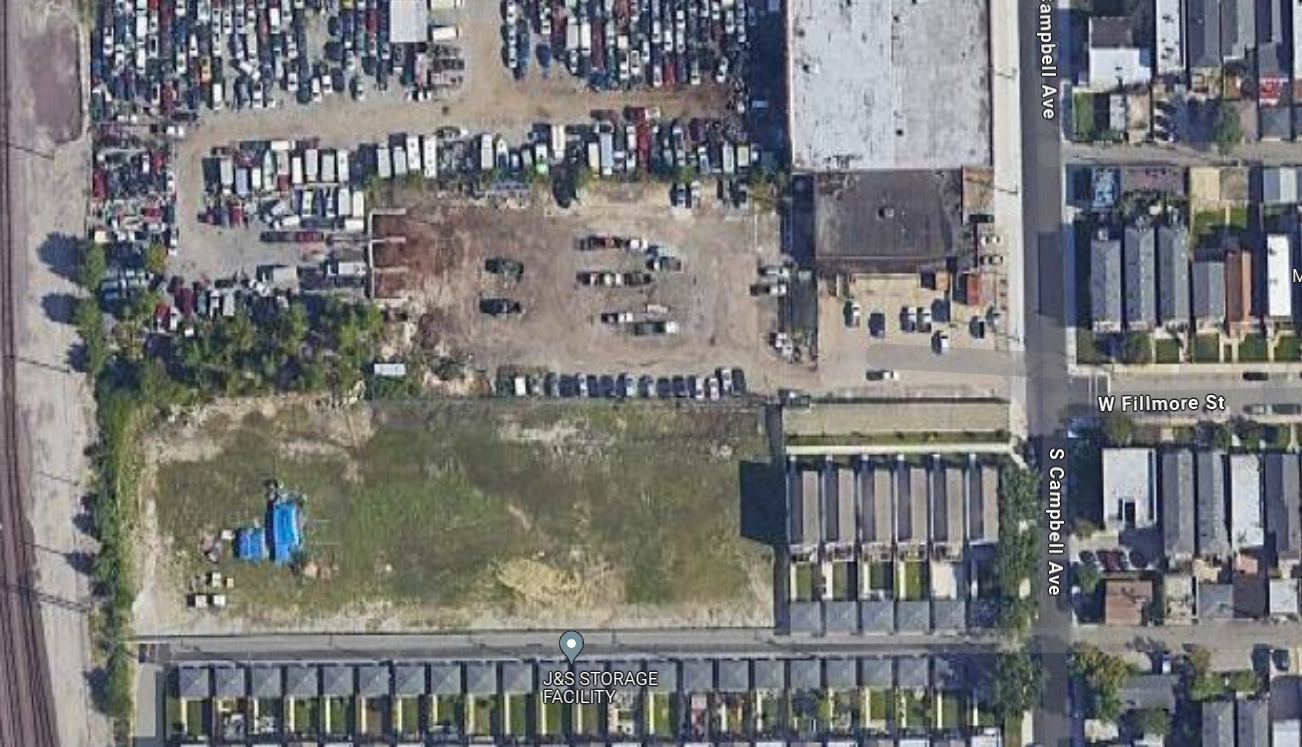 Campbell Ave
W Fillmore St
S Campbell Ave
J&S STORAGE
FACILITY